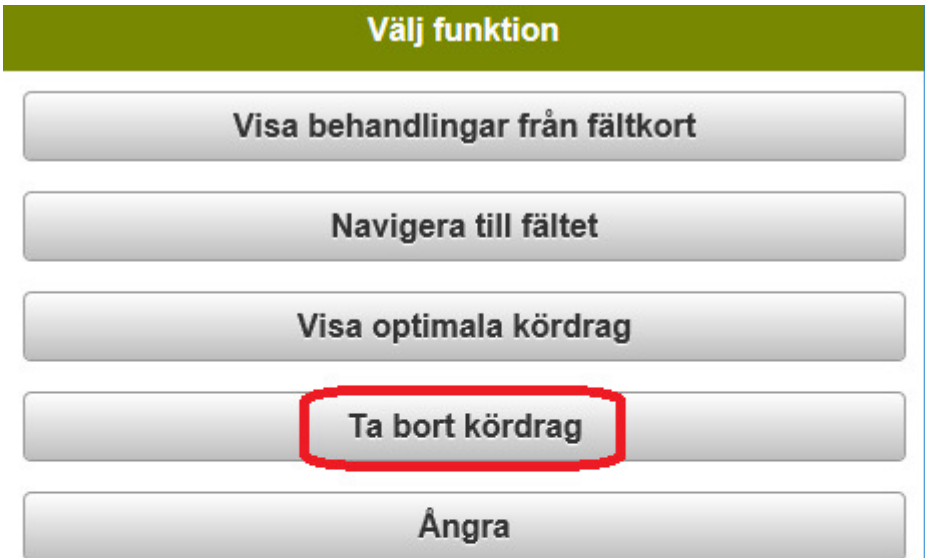 Välj funktion
Visa behandlingar från fältkort
Navigera till fältet
Visa optimala kördrag
Ta bort kördrag
Ångra